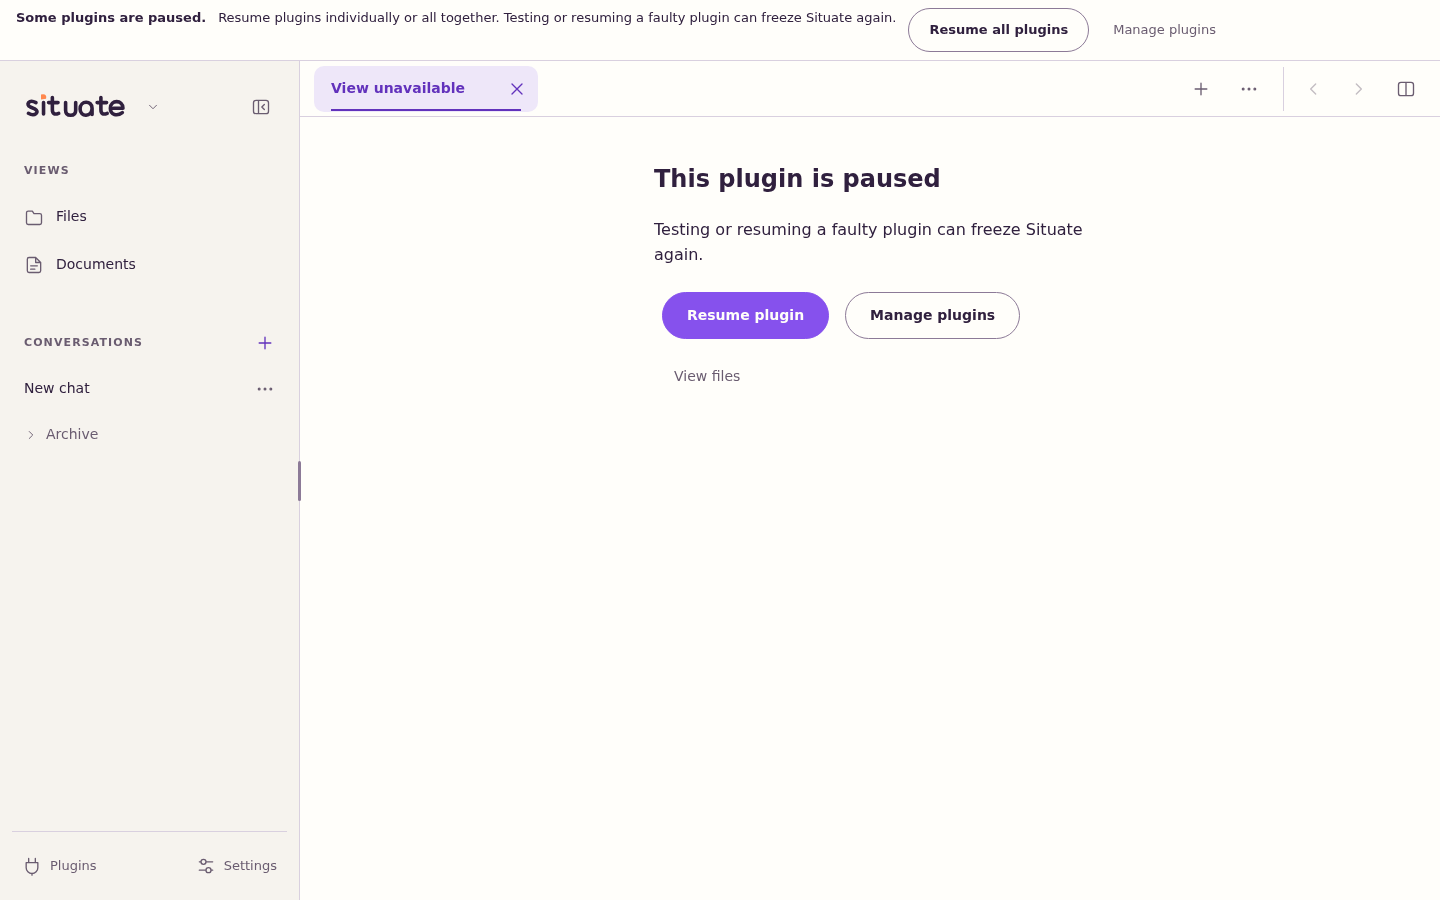 Some plugins are paused. Resume plugins individually or all together. Testing or resuming a faulty plugin can freeze Situate again. Resume all plugins Manage plugins
situate
View unavailable
VIEWS
Files
Documents
CONVERSATIONS
New chat
Archive
This plugin is paused
Testing or resuming a faulty plugin can freeze Situate
again.
Resume plugin Manage plugins
View files
Plugins Settings